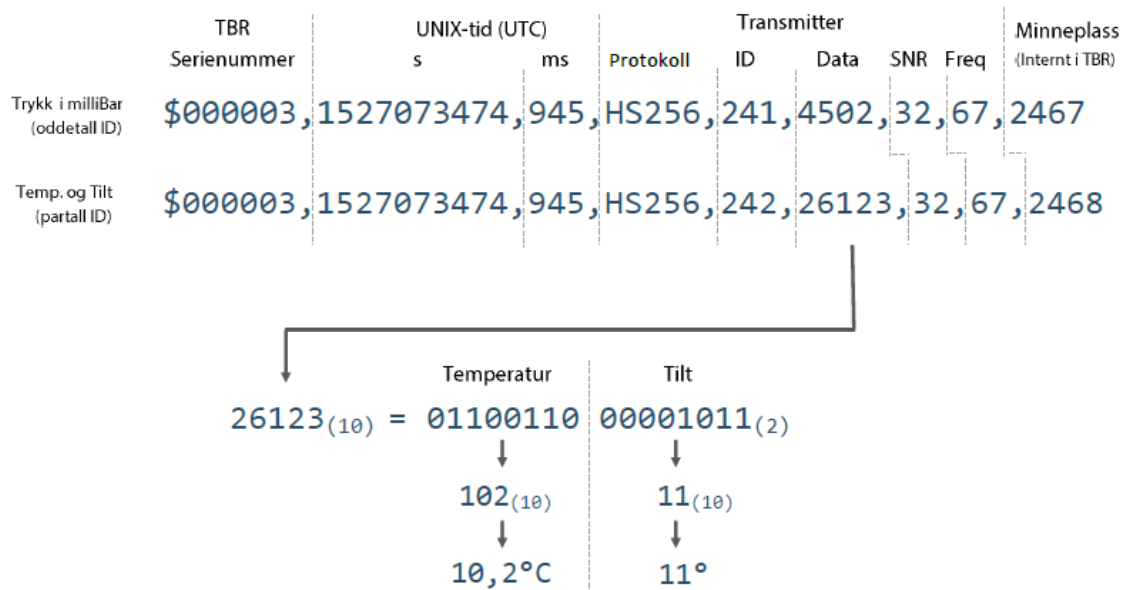 TBR UNIX-tid (UTC) Transmitter Minneplass
Serienummer s ms Protokoll ID Data SNR Freq (Internt i TBR)
Trykk i milliBar
(oddetall ID)
$000003,1527073474,945,HS256,241,4502,32,67,2467
Temp. og Tilt
(partall ID)
$000003,1527073474,945,HS256,242,26123,32,67,2468
Temperatur Tilt
26123(10) = 01100110 00001011(2)
102(10) 11(10)
10,2°C 11°